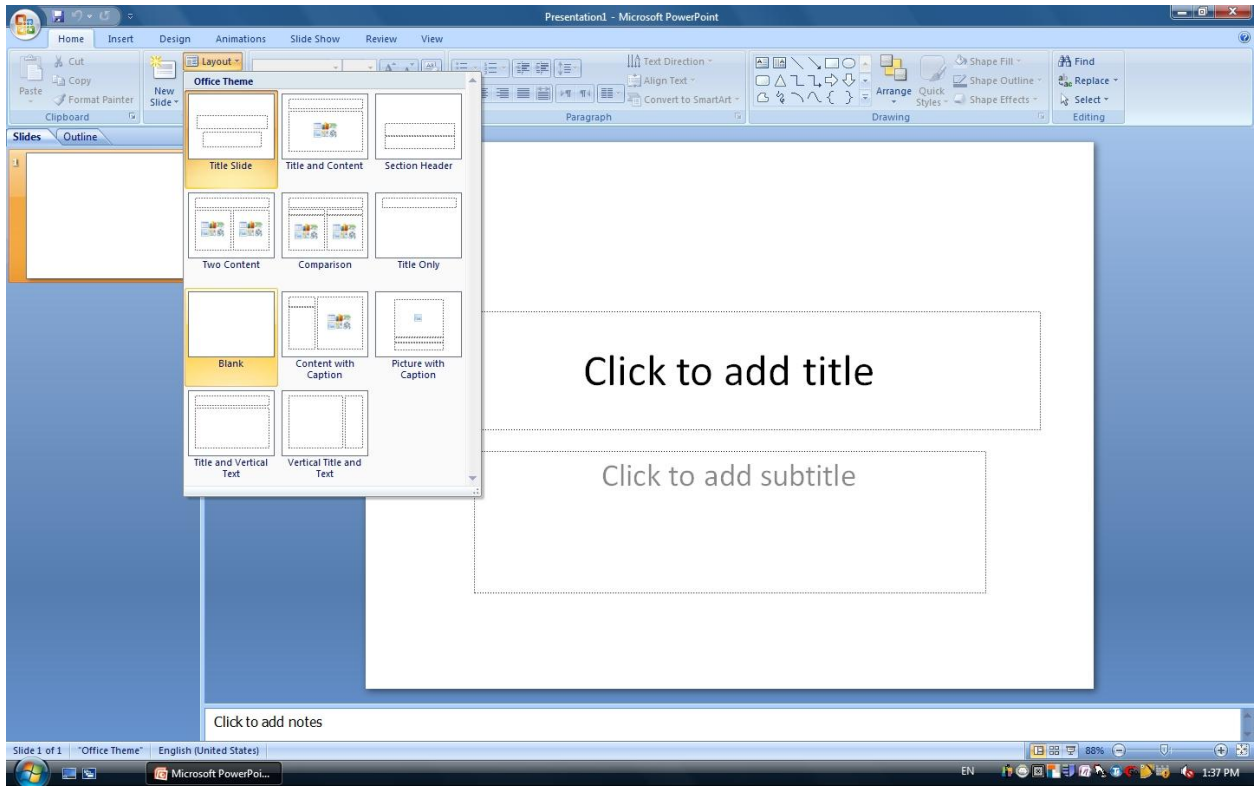 Presentation1 - Microsoft PowerPoint
Home Insert Design Animations Slide Show Review View
Cut
Copy
Format Painter
Paste
Clipboard
New
Slide
Layout
Text Direction
Align Text
Convert to SmartArt
Paragraph
Arrange
Quick
Styles
Shape Fill
Shape Outline
Shape Effects
Drawing
Find
Replace
Select
Editing
Slides Outline
1
Office Theme
Title Slide Title and Content Section Header
Two Content Comparison Title Only
Blank Content with Caption Picture with Caption
Title and Vertical Text Vertical Title and Text
Click to add title
Click to add subtitle
Click to add notes
Slide 1 of 1 "Office Theme" English (United States) 88%
Microsoft PowerPoi... EN 1:37 PM